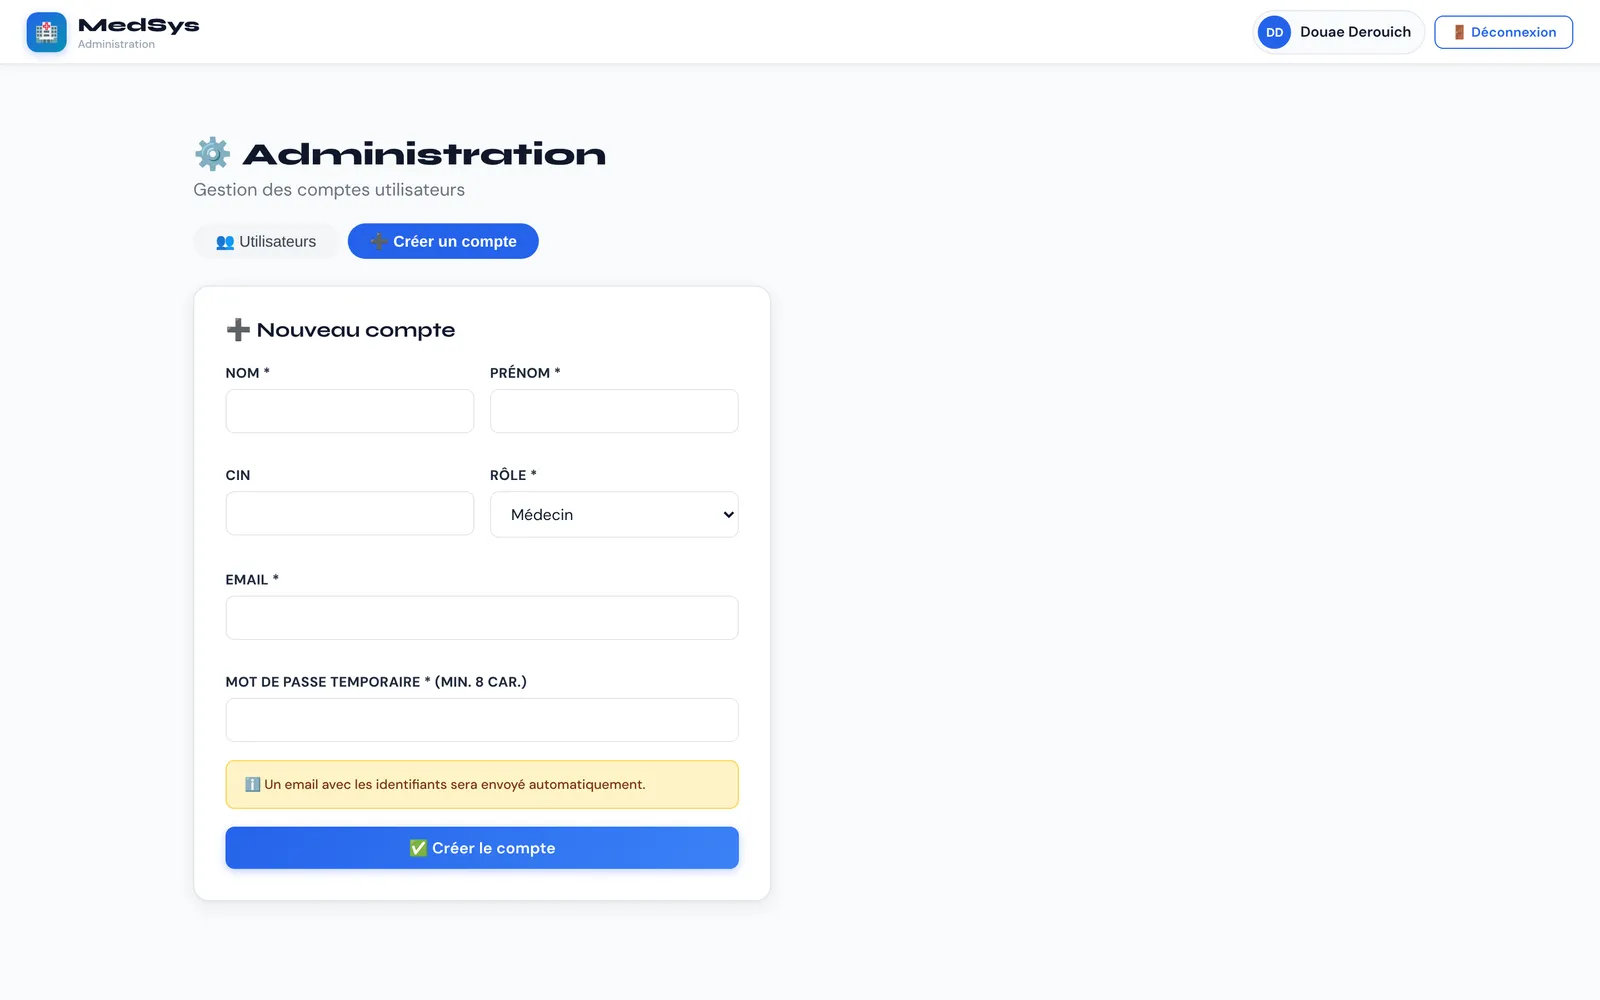 MedSys
Administration
DD Douae Derouich
🚪 Déconnexion
⚙️ Administration
Gestion des comptes utilisateurs
👥 Utilisateurs
➕ Créer un compte
➕ Nouveau compte
NOM *
PRÉNOM *
CIN
RÔLE *
Médecin
EMAIL *
MOT DE PASSE TEMPORAIRE * (MIN. 8 CAR.)
ℹ️ Un email avec les identifiants sera envoyé automatiquement.
✅ Créer le compte